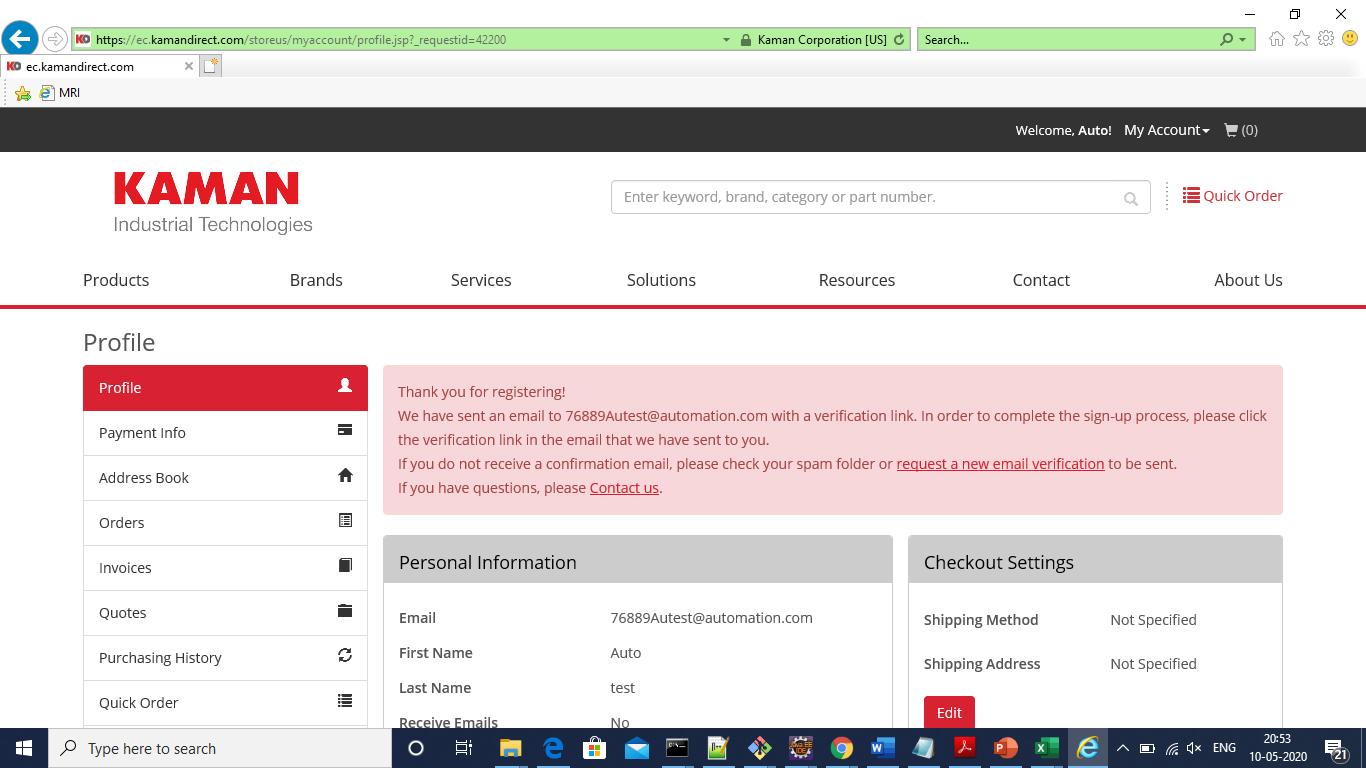 https://ec.kamandirect.com/storeus/myaccount/profile.jsp?_requestid=42200
Kaman Corporation [US]
Search...
ec.kamandirect.com
MRI
Welcome, Auto!
My Account
(0)
KAMAN
Industrial Technologies
Enter keyword, brand, category or part number.
Quick Order
Products
Brands
Services
Solutions
Resources
Contact
About Us
Profile
Profile
Payment Info
Address Book
Orders
Invoices
Quotes
Purchasing History
Quick Order
Thank you for registering!
We have sent an email to 76889Autest@automation.com with a verification link. In order to complete the sign-up process, please click
the verification link in the email that we have sent to you.
If you do not receive a confirmation email, please check your spam folder or request a new email verification to be sent.
If you have questions, please Contact us.
Personal Information
Email 76889Autest@automation.com
First Name Auto
Last Name test
Receive Emails No
Checkout Settings
Shipping Method Not Specified
Shipping Address Not Specified
Edit
Type here to search
ENG
20:53
10-05-2020
21